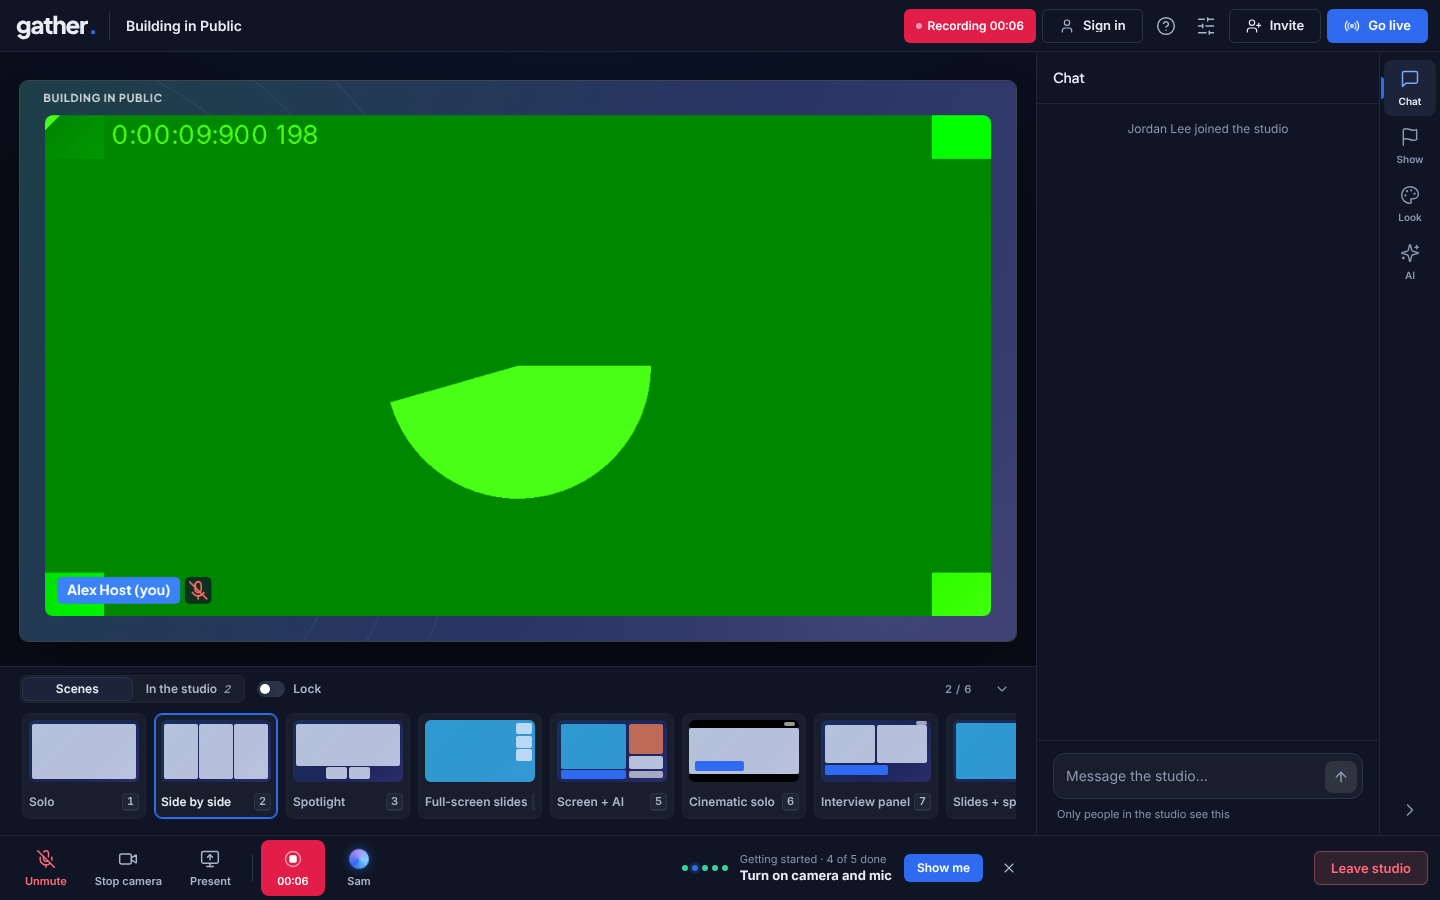 gather.
Building in Public
Recording 00:06
Sign in
Invite
Go live
BUILDING IN PUBLIC
0:00:09:900 198
Alex Host (you)
Chat
Jordan Lee joined the studio
Chat
Show
Look
AI
Scenes
In the studio 2
Lock
2 / 6
Solo 1
Side by side 2
Spotlight 3
Full-screen slides
Screen + AI 5
Cinematic solo 6
Interview panel 7
Slides + sp
Message the studio...
Only people in the studio see this
Unmute
Stop camera
Present
00:06
Sam
Getting started · 4 of 5 done
Turn on camera and mic
Show me
Leave studio